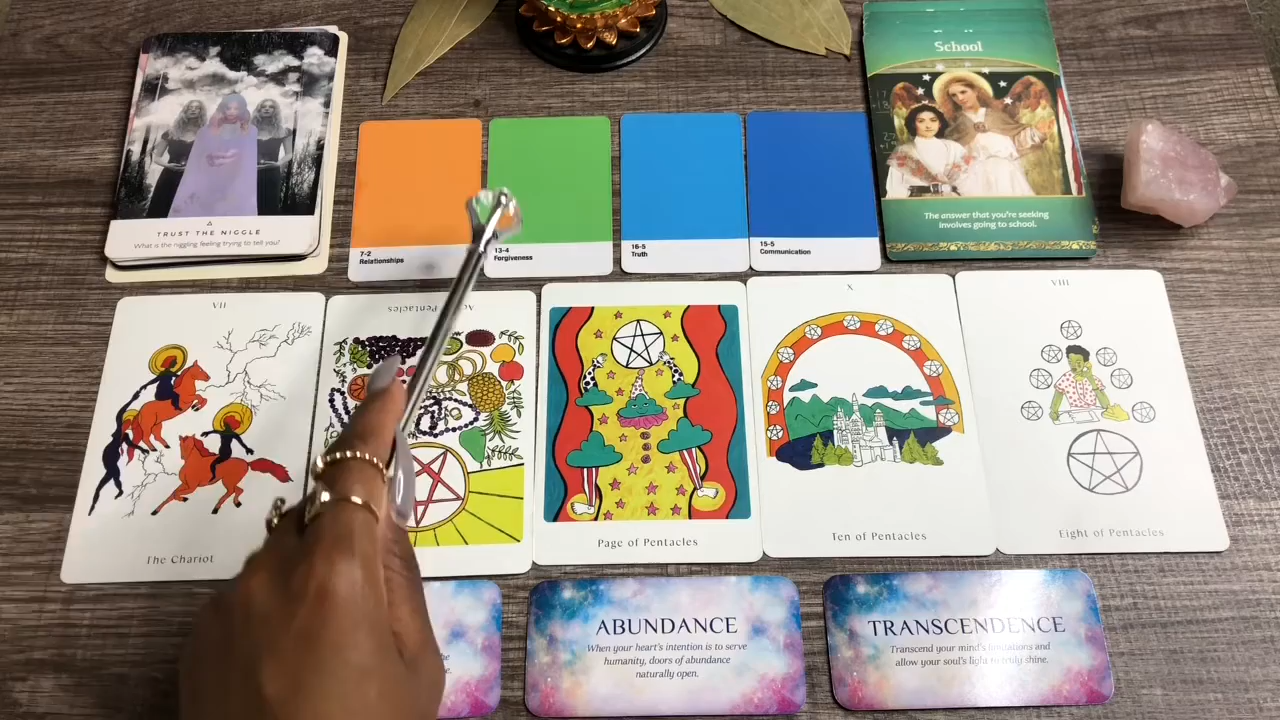 School
The answer that you're seeking
involves going to school.
TRUST THE NIGGLE
What is the niggling feeling trying to tell you?
7-2
Relationships
13-4
Forgiveness
16-5
Truth
15-5
Communication
VII
The Chariot
Pentacles
Page of Pentacles
X
Ten of Pentacles
VIII
Eight of Pentacles
ABUNDANCE
When your heart's intention is to serve
humanity, doors of abundance
naturally open.
TRANSCENDENCE
Transcend your mind's limitations and
allow your soul's light to truly shine.